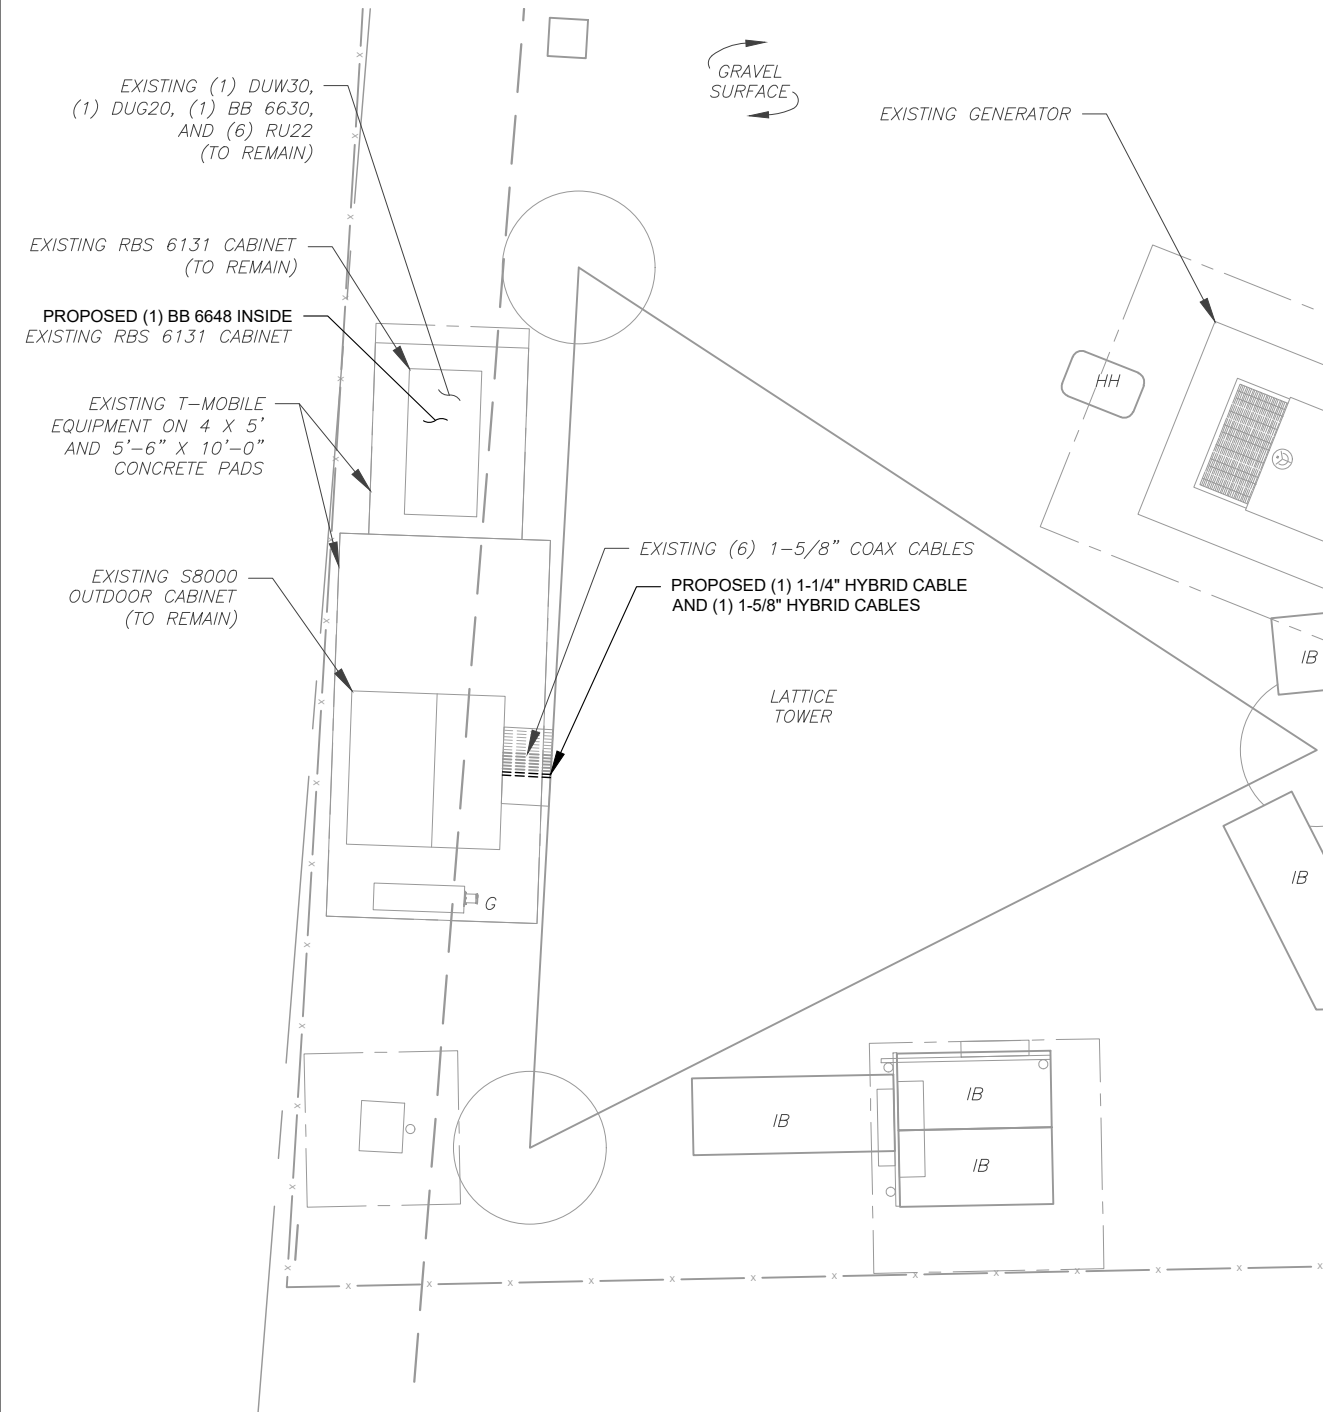 EXISTING (1) DUW30,
(1) DUG20, (1) BB 6630,
AND (6) RU22
(TO REMAIN)
GRAVEL
SURFACE
EXISTING GENERATOR
EXISTING RBS 6131 CABINET
(TO REMAIN)
PROPOSED (1) BB 6648 INSIDE
EXISTING RBS 6131 CABINET
EXISTING T-MOBILE
EQUIPMENT ON 4 X 5'
AND 5'-6" X 10'-0"
CONCRETE PADS
HH
EXISTING S8000
OUTDOOR CABINET
(TO REMAIN)
EXISTING (6) 1-5/8" COAX CABLES
PROPOSED (1) 1-1/4" HYBRID CABLE
AND (1) 1-5/8" HYBRID CABLES
LATTICE
TOWER
IB
IB
G
IB
IB
IB